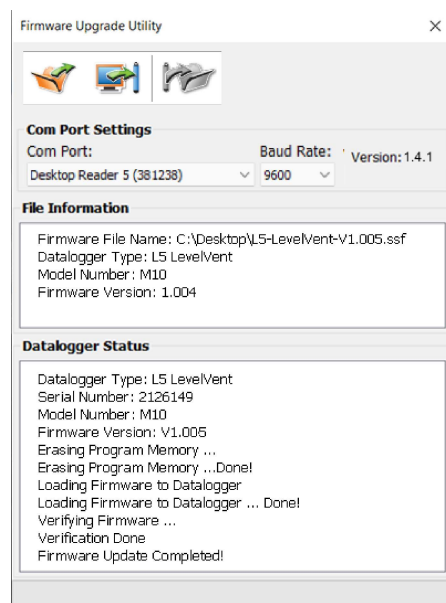 Firmware Upgrade Utility
Com Port Settings
Com Port:
Baud Rate:
Version: 1.4.1
Desktop Reader 5 (381238)
9600
File Information
Firmware File Name: C:\Desktop\L5-LevelVent-V1.005.ssf
Datalogger Type: L5 LevelVent
Model Number: M10
Firmware Version: 1.004
Datalogger Status
Datalogger Type: L5 LevelVent
Serial Number: 2126149
Model Number: M10
Firmware Version: V1.005
Erasing Program Memory ...
Erasing Program Memory ...Done!
Loading Firmware to Datalogger
Loading Firmware to Datalogger ... Done!
Verifying Firmware ...
Verification Done
Firmware Update Completed!